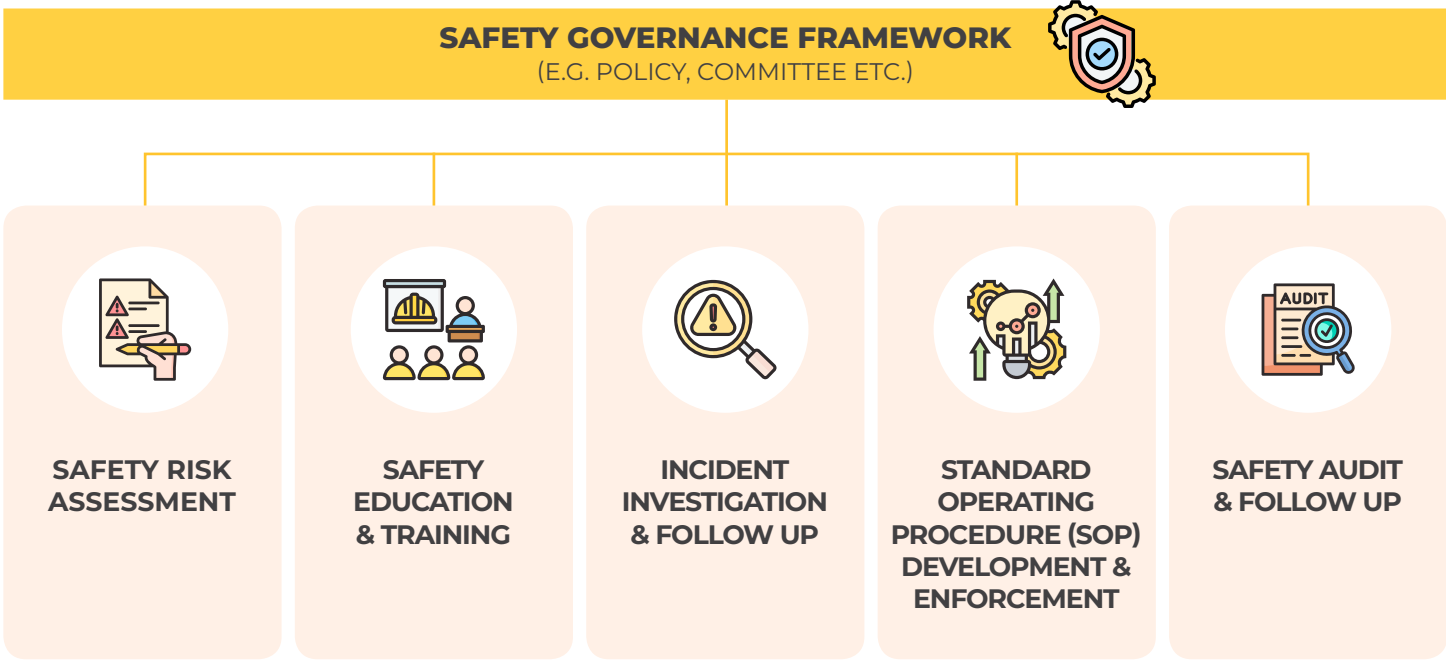 SAFETY GOVERNANCE FRAMEWORK
(E.G. POLICY, COMMITTEE ETC.)
SAFETY RISK
ASSESSMENT
SAFETY
EDUCATION
& TRAINING
INCIDENT
INVESTIGATION
& FOLLOW UP
STANDARD
OPERATING
PROCEDURE (SOP)
DEVELOPMENT &
ENFORCEMENT
AUDIT
SAFETY AUDIT
& FOLLOW UP